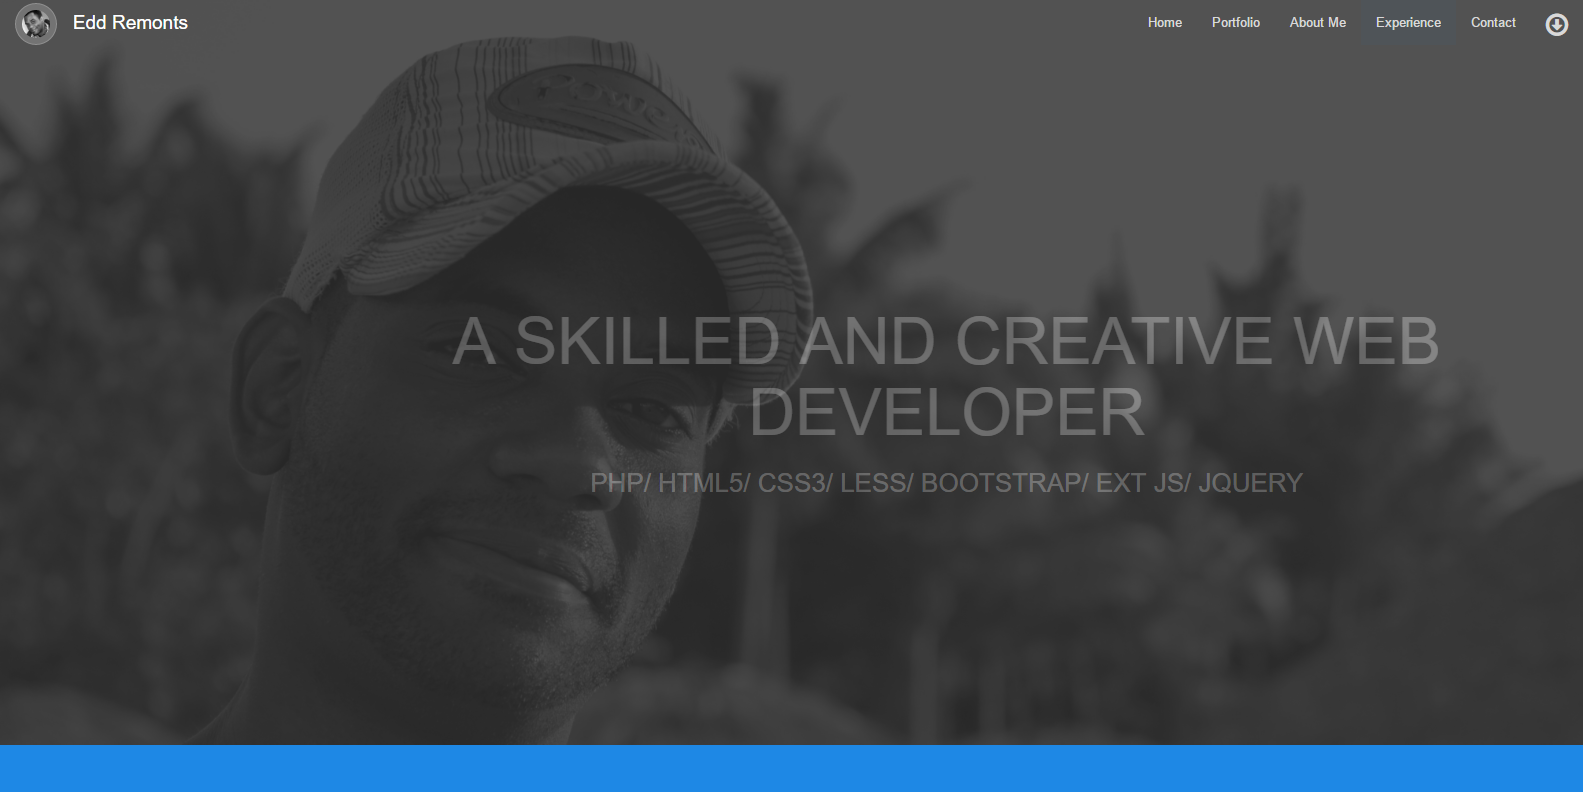 Edd Remonts
Home Portfolio About Me Experience Contact
A SKILLED AND CREATIVE WEB
DEVELOPER
PHP/ HTML5/ CSS3/ LESS/ BOOTSTRAP/ EXT JS/ JQUERY